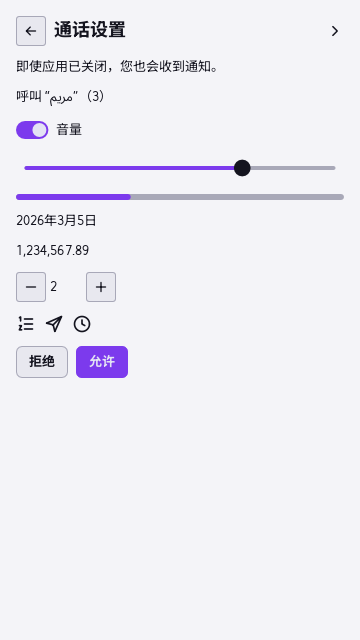 通话设置
即使应用已关闭，您也会收到通知。
呼叫 “مريم”（3）
音量
2026年3月5日
1,234,567.89
2
拒绝 允许